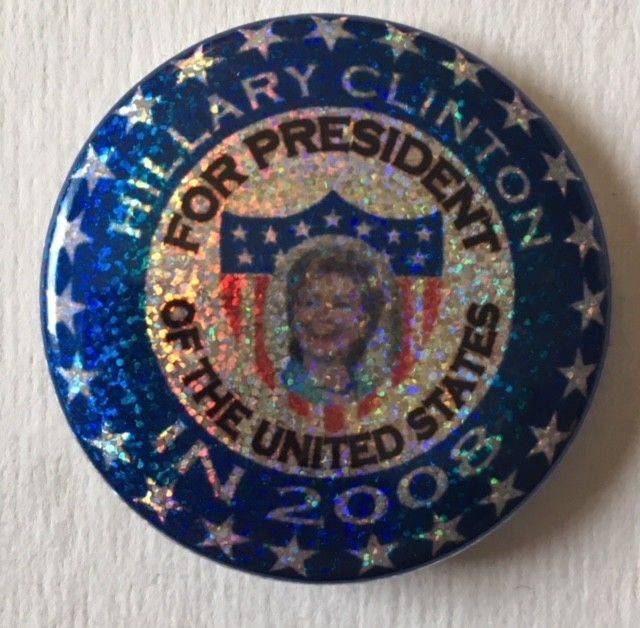 HILLARY CLINTON
FOR PRESIDENT
OF THE UNITED STATES
IN 2008